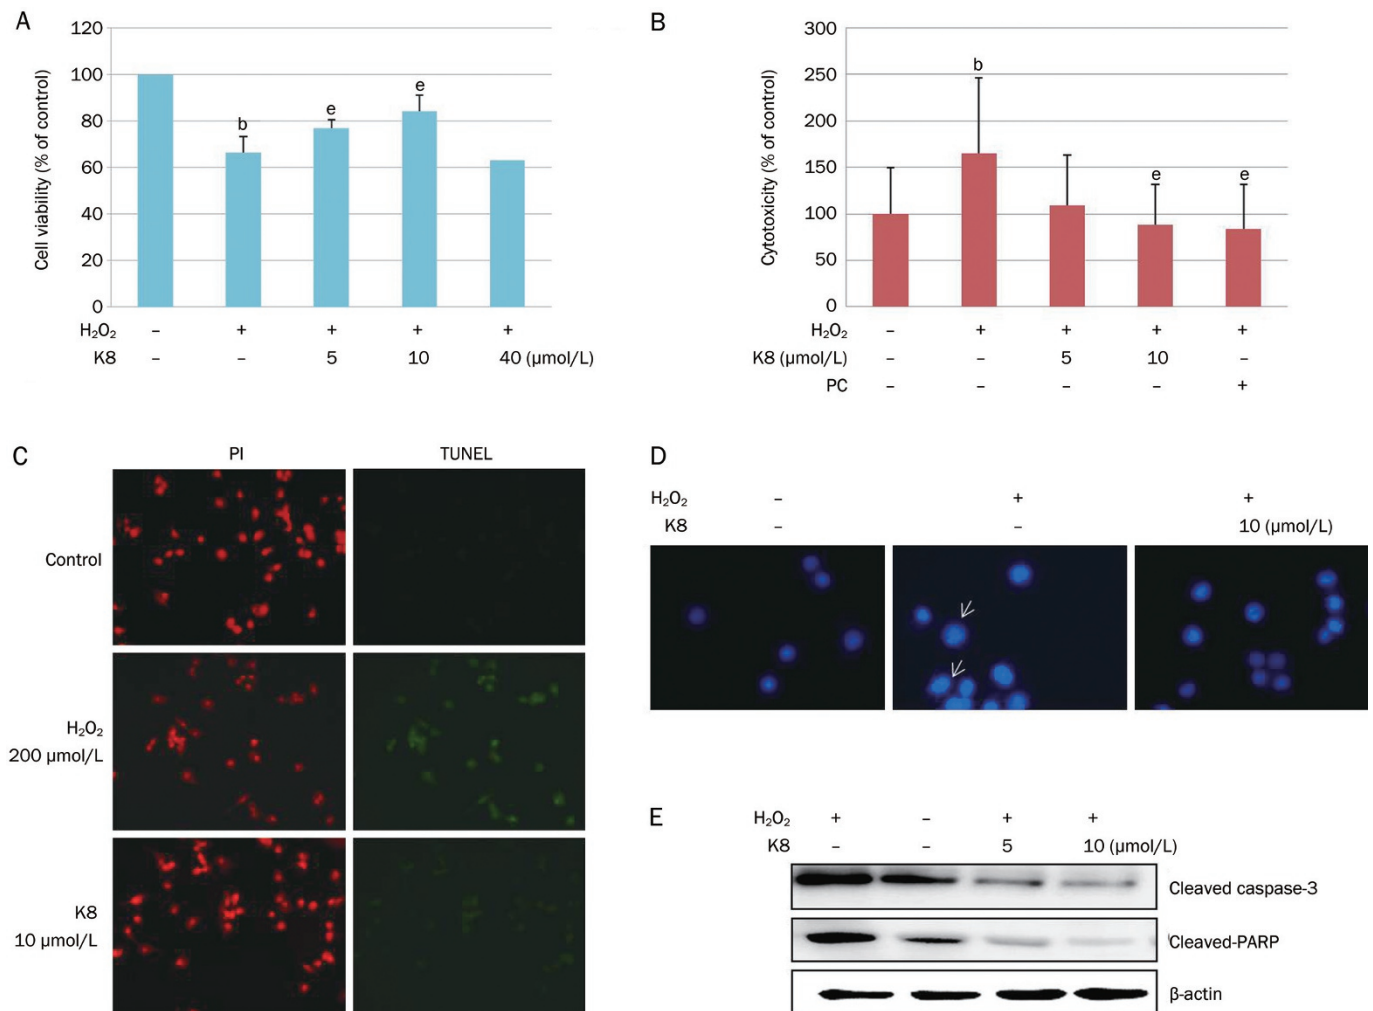 A
Cell viability (% of control)
120
100
80
60
40
20
0
b
e
e
H₂O₂ – + + + +
K8 – – 5 10 40 (μmol/L)
B
Cytotoxicity (% of control)
300
250
200
150
100
50
0
b
e
e
H₂O₂ – + + + +
K8 (μmol/L) – – 5 10 –
PC – – – – +
C
PI TUNEL
Control
H₂O₂
200 μmol/L
K8
10 μmol/L
D
H₂O₂ – + +
K8 – – 10 (μmol/L)
E
H₂O₂ + – + +
K8 – – 5 10 (μmol/L)
Cleaved caspase-3
Cleaved-PARP
β-actin